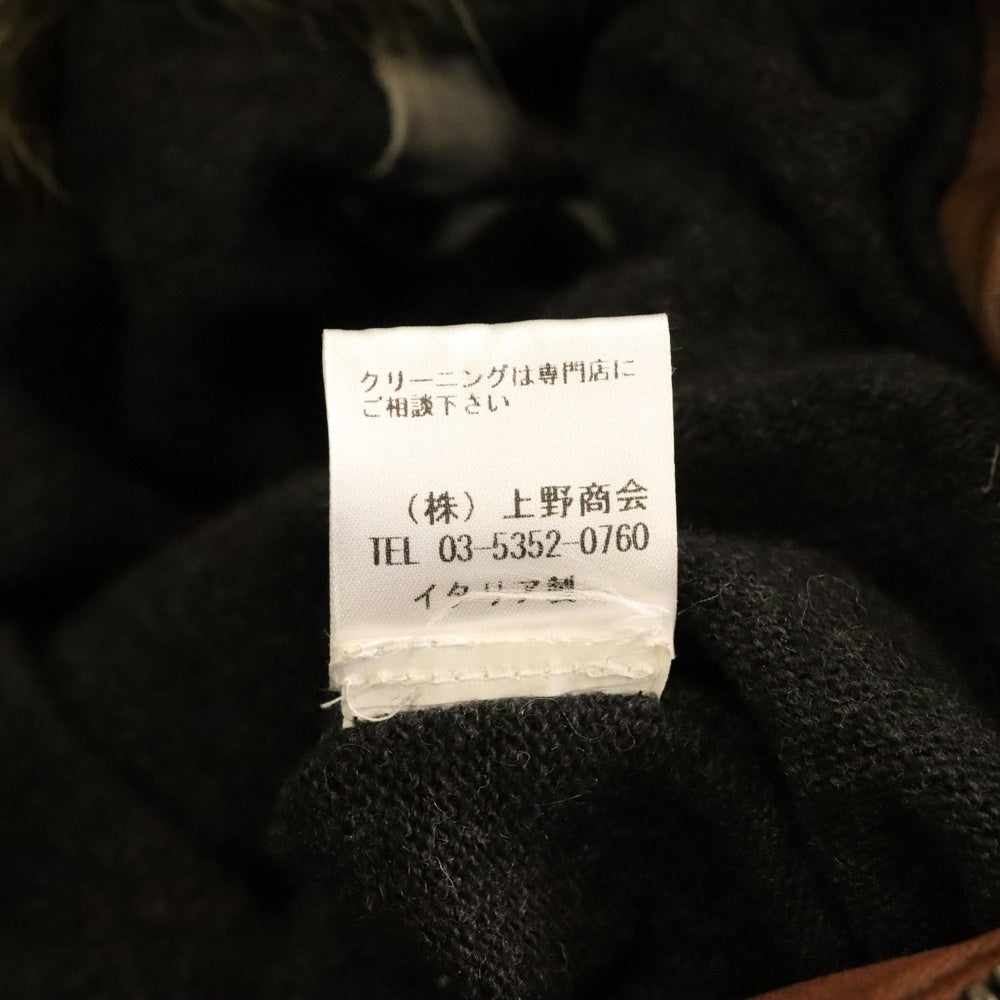 クリーニングは専門店に
ご相談下さい
（株）上野商会
TEL 03-5352-0760
イタリア製